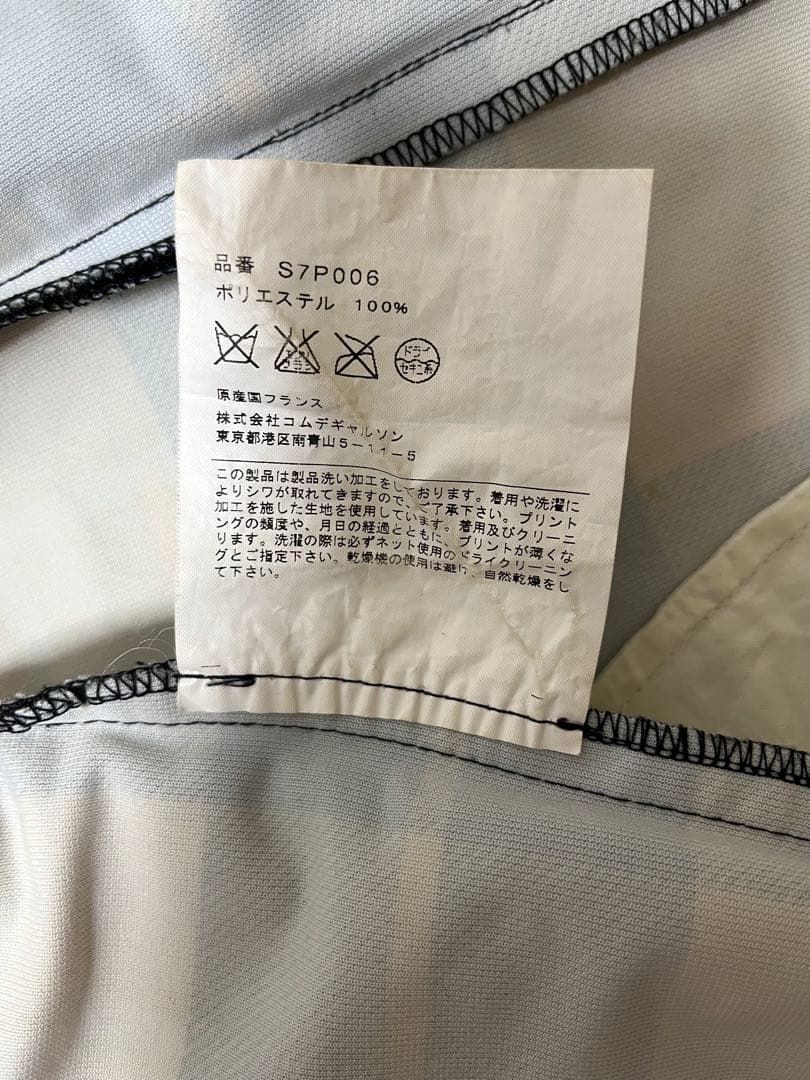 品番 S7P006
ポリエステル 100%
エンソ
サラシ
ドライ
セキユ系
原産国フランス
株式会社コムデギャルソン
東京都港区南青山5-11-5
この製品は製品洗い加工をしております。着用や洗濯に
よりシワが取れてきますので、ご了承下さい。プリント
加工を施した生地を使用しています。着用及びクリーニ
ングの頻度や、月日の経過とともに、プリントが薄くな
ります。洗濯の際は必ずネット使用のドライクリーニン
グとご指定下さい。乾燥機の使用は避け、自然乾燥をし
て下さい。